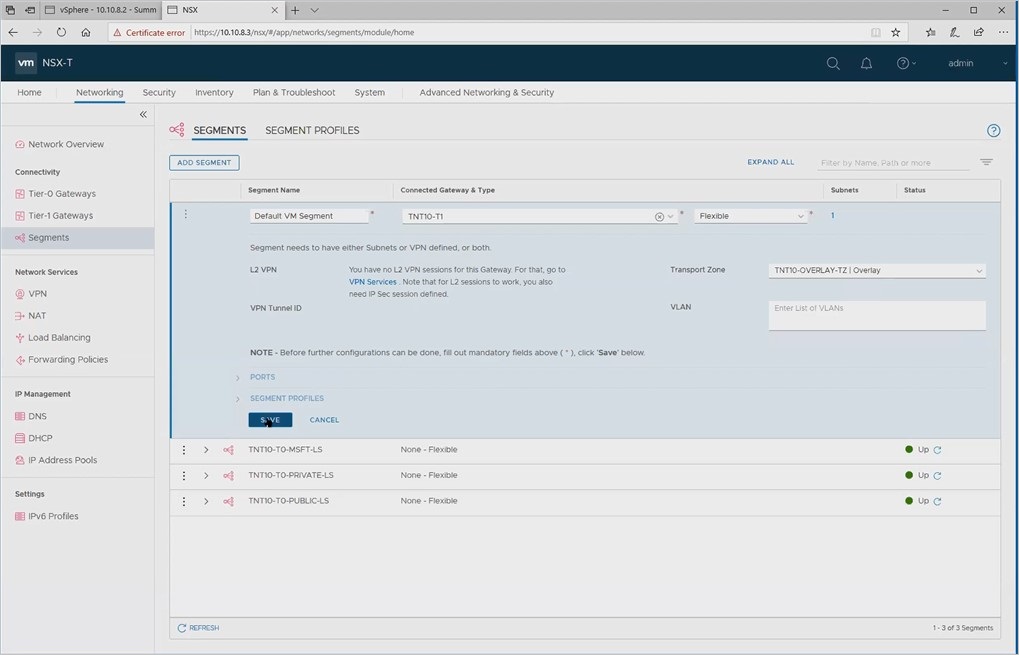 vSphere - 10.10.8.2 - Summ
NSX
Certificate error
https://10.10.8.3/nsx/#/app/networks/segments/module/home
vm NSX-T
admin
Home Networking Security Inventory Plan & Troubleshoot System Advanced Networking & Security
Network Overview
Connectivity
Tier-0 Gateways
Tier-1 Gateways
Segments
Network Services
VPN
NAT
Load Balancing
Forwarding Policies
IP Management
DNS
DHCP
IP Address Pools
Settings
IPv6 Profiles
SEGMENTS SEGMENT PROFILES
ADD SEGMENT EXPAND ALL Filter by Name, Path or more
Segment Name Connected Gateway & Type Subnets Status
Default VM Segment * TNT10-T1 * Flexible * 1
Segment needs to have either Subnets or VPN defined, or both.
L2 VPN You have no L2 VPN sessions for this Gateway. For that, go to
VPN Services . Note that for L2 sessions to work, you also
need IP Sec session defined.
Transport Zone TNT10-OVERLAY-TZ | Overlay
VPN Tunnel ID VLAN Enter List of VLANs
NOTE - Before further configurations can be done, fill out mandatory fields above ( * ), click 'Save' below.
PORTS
SEGMENT PROFILES
SAVE CANCEL
TNT10-T0-MSFT-LS None - Flexible Up
TNT10-T0-PRIVATE-LS None - Flexible Up
TNT10-T0-PUBLIC-LS None - Flexible Up
REFRESH 1 - 3 of 3 Segments